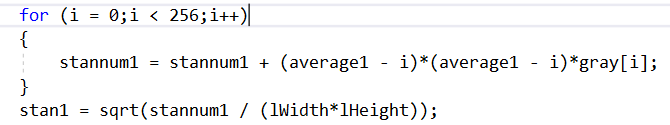 for (i = 0;i < 256;i++)
{
    stannum1 = stannum1 + (average1 - i)*(average1 - i)*gray[i];
}
stan1 = sqrt(stannum1 / (lWidth*lHeight));